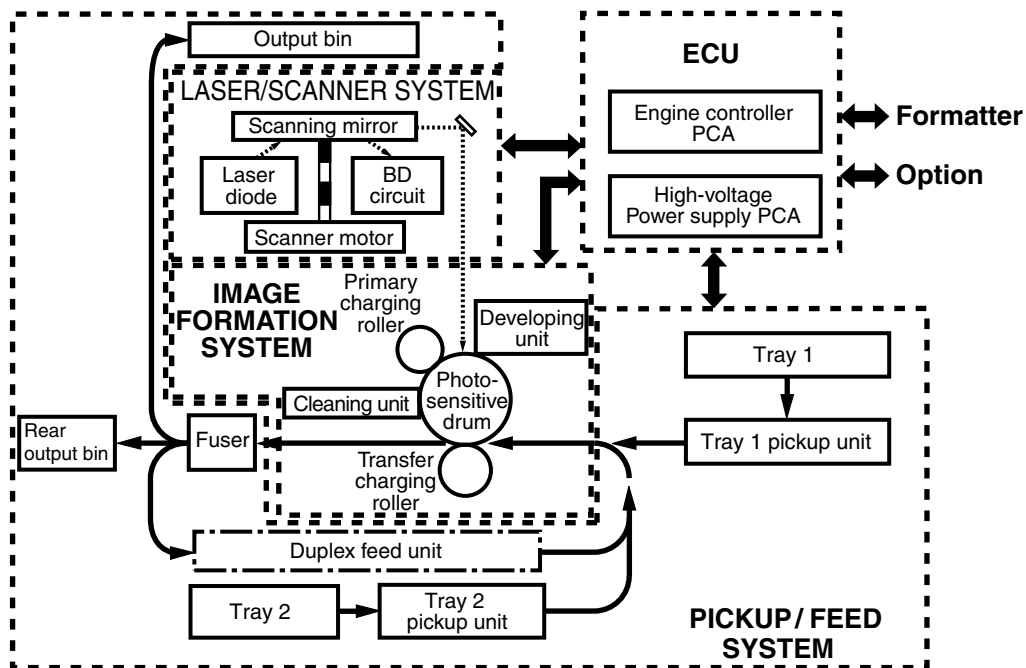 Output bin
LASER/SCANNER SYSTEM
Scanning mirror
Laser
diode
BD
circuit
Scanner motor
ECU
Engine controller
PCA
High-voltage
Power supply PCA
Formatter
Option
IMAGE
FORMATION
SYSTEM
Primary
charging
roller
Developing
unit
Photo-
sensitive
drum
Cleaning unit
Transfer
charging
roller
Tray 1
Tray 1 pickup unit
Rear
output bin
Fuser
Duplex feed unit
Tray 2
Tray 2
pickup unit
PICKUP / FEED
SYSTEM